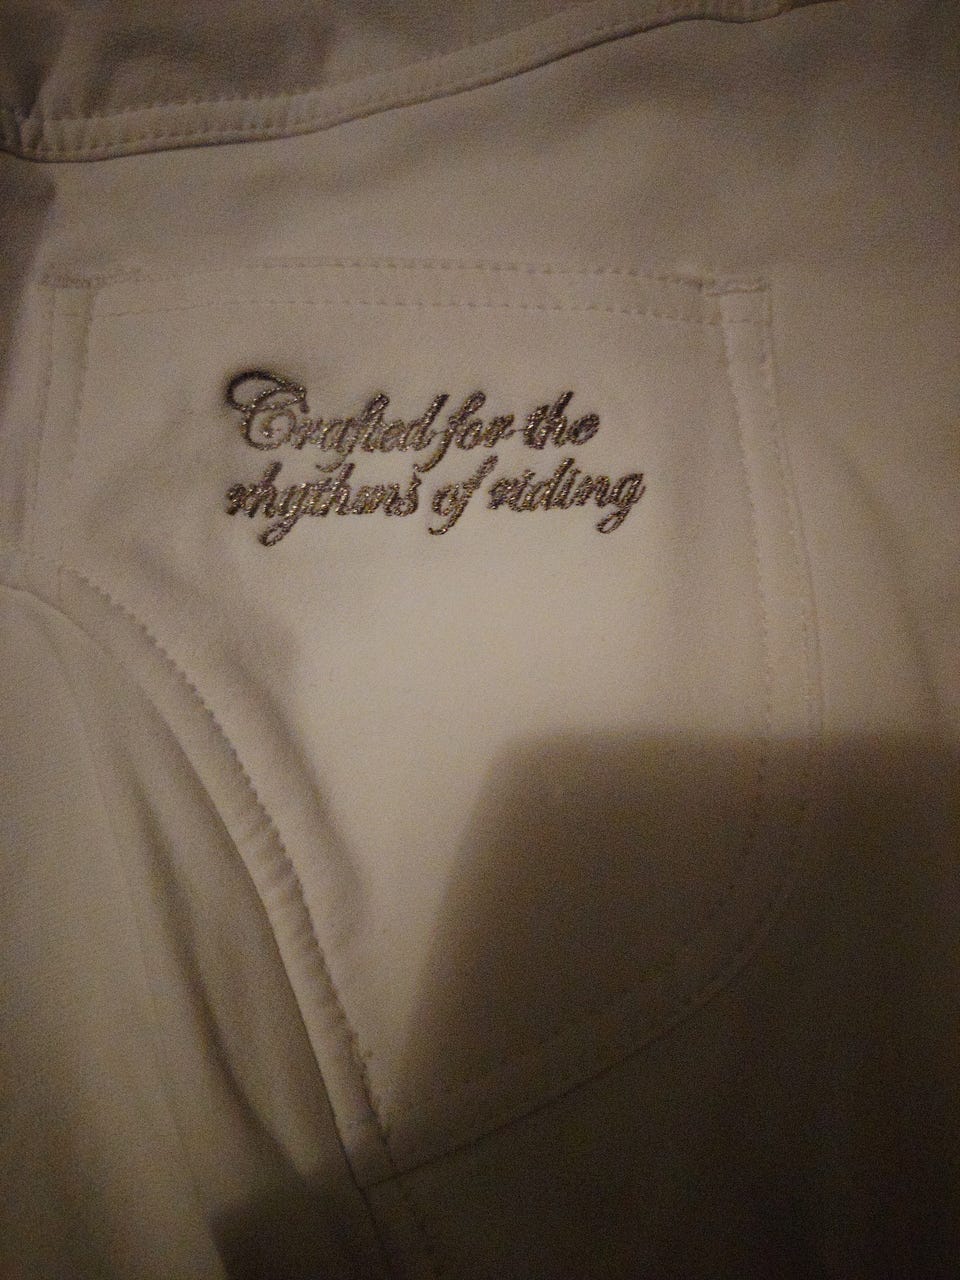 Crafted for the
rhythms of riding